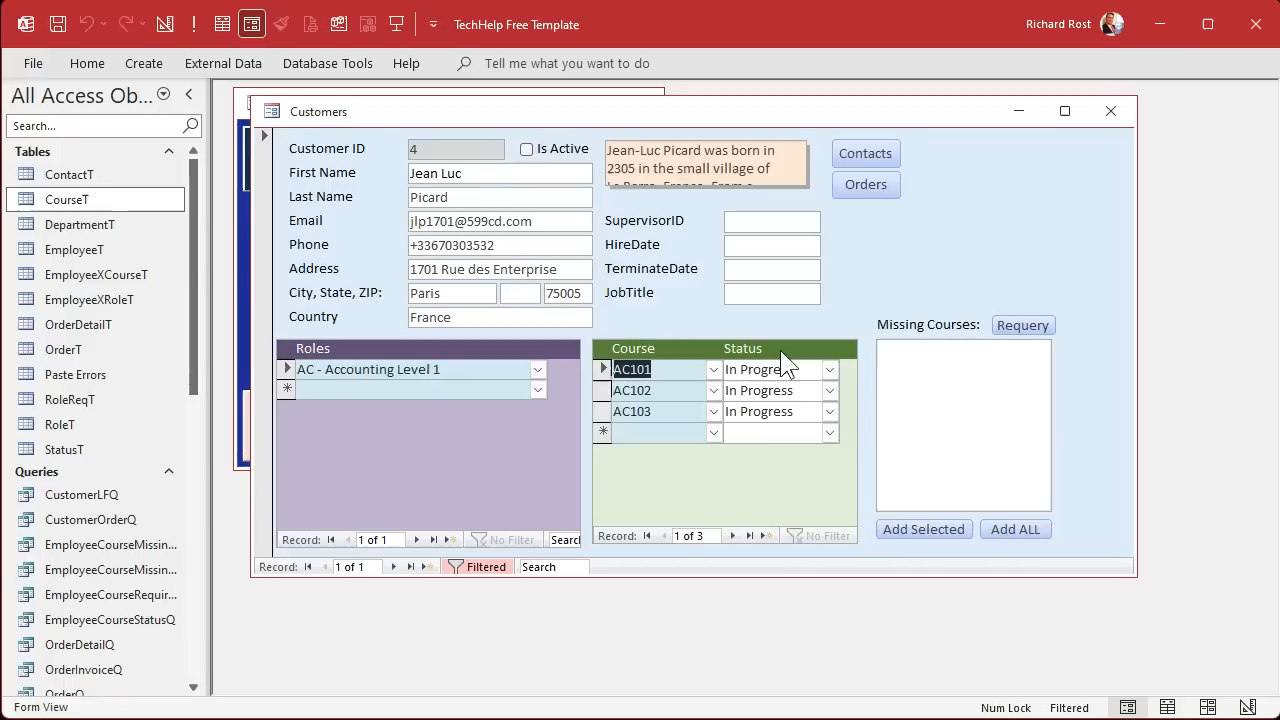 TechHelp Free Template
Richard Rost
File Home Create External Data Database Tools Help Tell me what you want to do
All Access Ob...
Search...
Tables
ContactT
CourseT
DepartmentT
EmployeeT
EmployeeXCourseT
EmployeeXRoleT
OrderDetailT
OrderT
Paste Errors
RoleReqT
RoleT
StatusT
Queries
CustomerLFQ
CustomerOrderQ
EmployeeCourseMissin...
EmployeeCourseMissin...
EmployeeCourseRequir...
EmployeeCourseStatusQ
OrderDetailQ
OrderInvoiceQ
OrderQ
Customers
Customer ID 4 Is Active
First Name Jean Luc
Last Name Picard
Email jlp1701@599cd.com
Phone +33670303532
Address 1701 Rue des Enterprise
City, State, ZIP: Paris 75005
Country France
Jean-Luc Picard was born in
2305 in the small village of
Contacts
Orders
SupervisorID
HireDate
TerminateDate
JobTitle
Missing Courses: Requery
Roles
AC - Accounting Level 1
Record: 1 of 1 No Filter Search
Course Status
AC101 In Progre
AC102 In Progress
AC103 In Progress
Record: 1 of 3 No Filter
Add Selected Add ALL
Record: 1 of 1 Filtered Search
Form View Num Lock Filtered